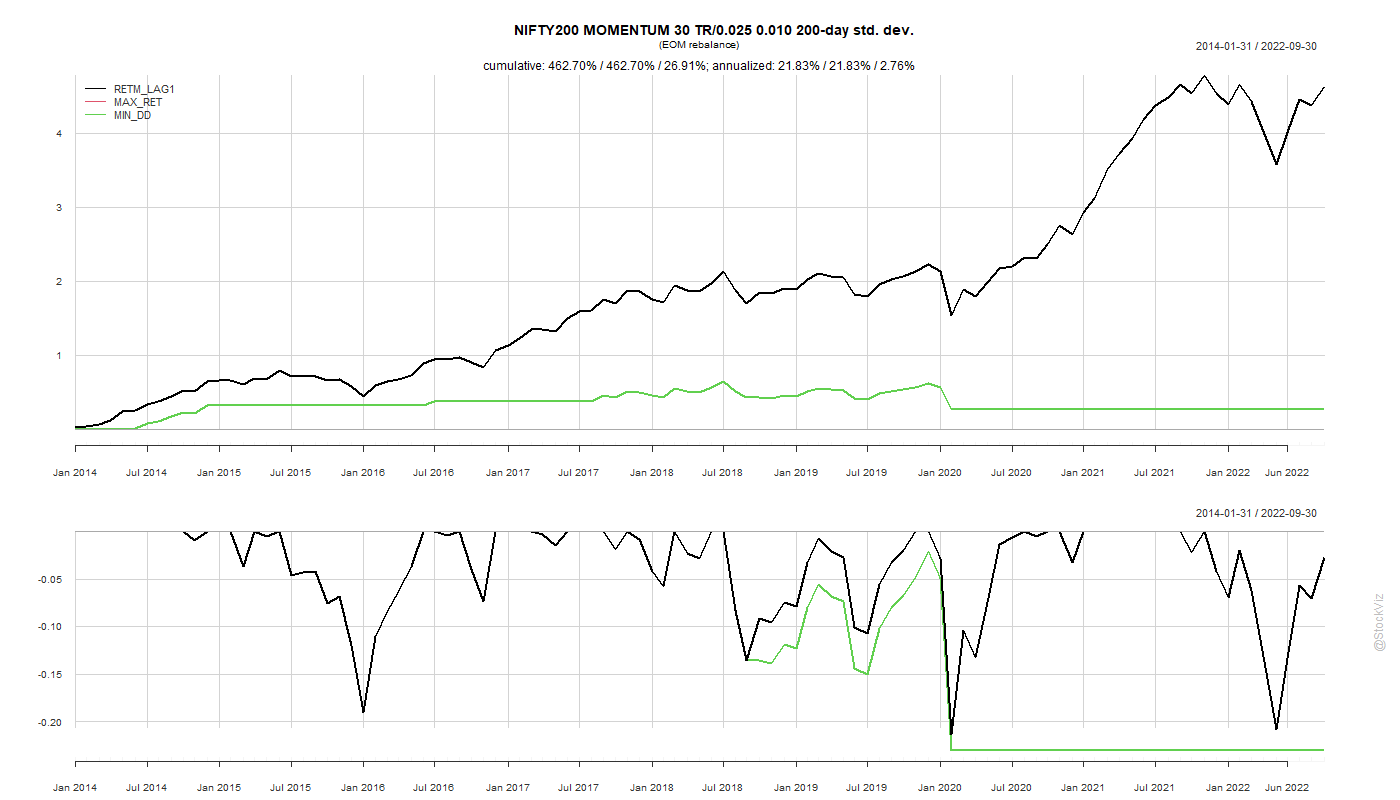 NIFTY200 MOMENTUM 30 TR/0.025 0.010 200-day std. dev.
(EOM rebalance)
2014-01-31 / 2022-09-30
cumulative: 462.70% / 462.70% / 26.91%; annualized: 21.83% / 21.83% / 2.76%
RETM_LAG1
MAX_RET
MIN_DD
4
3
2
1
Jan 2014 Jul 2014 Jan 2015 Jul 2015 Jan 2016 Jul 2016 Jan 2017 Jul 2017 Jan 2018 Jul 2018 Jan 2019 Jul 2019 Jan 2020 Jul 2020 Jan 2021 Jul 2021 Jan 2022 Jun 2022
2014-01-31 / 2022-09-30
-0.05
-0.10
-0.15
-0.20
Jan 2014 Jul 2014 Jan 2015 Jul 2015 Jan 2016 Jul 2016 Jan 2017 Jul 2017 Jan 2018 Jul 2018 Jan 2019 Jul 2019 Jan 2020 Jul 2020 Jan 2021 Jul 2021 Jan 2022 Jun 2022
@StockViz